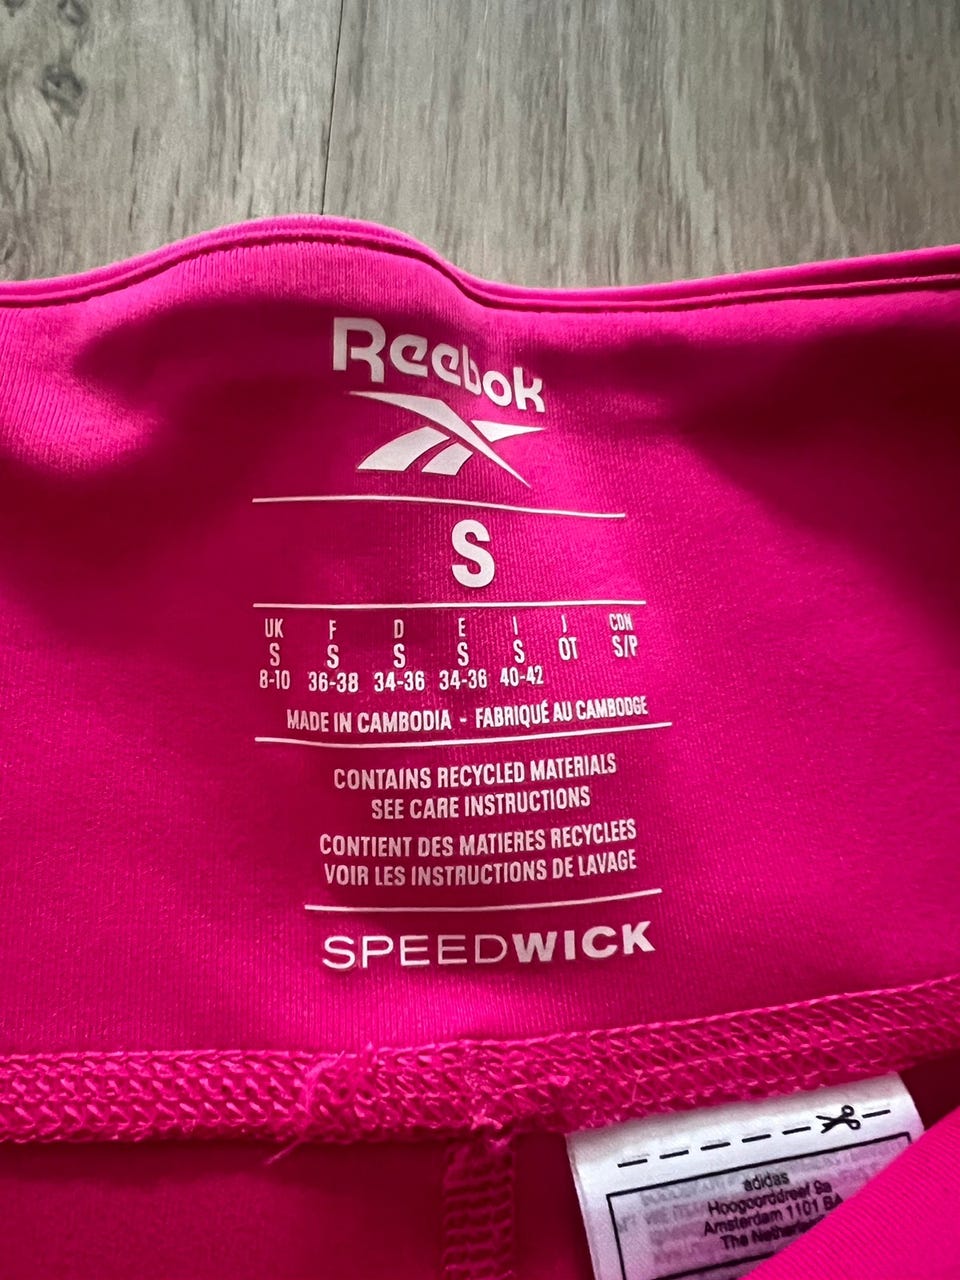 Reebok
S
UK F D E I J CDN
S S S S S OT S/P
8-10 36-38 34-36 34-36 40-42
MADE IN CAMBODIA - FABRIQUÉ AU CAMBODGE
CONTAINS RECYCLED MATERIALS
SEE CARE INSTRUCTIONS
CONTIENT DES MATIERES RECYCLEES
VOIR LES INSTRUCTIONS DE LAVAGE
SPEEDWICK
adidas
Hoogoorddreef 9a
Amsterdam 1101 BA
The